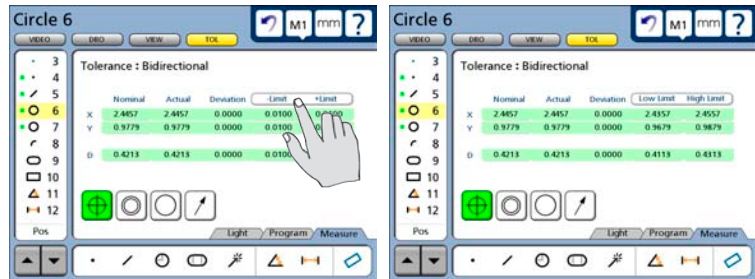 Circle 6
M1 mm ?
VIDEO DRO VIEW TOL
Tolerance : Bidirectional
Nominal Actual Deviation -Limit +Limit
X 2.4457 2.4457 0.0000 0.0100
Y 0.9779 0.9779 0.0000 0.0100
D 0.4213 0.4213 0.0000 0.0100
3
4
5
6
7
8
9
10
11
12
Pos
Light Program Measure
Circle 6
M1 mm ?
VIDEO DRO VIEW TOL
Tolerance : Bidirectional
Nominal Actual Deviation Low Limit High Limit
X 2.4457 2.4457 0.0000 2.4357 2.4557
Y 0.9779 0.9779 0.0000 0.9679 0.9879
D 0.4213 0.4213 0.0000 0.4113 0.4313
3
4
5
6
7
8
9
10
11
12
Pos
Light Program Measure